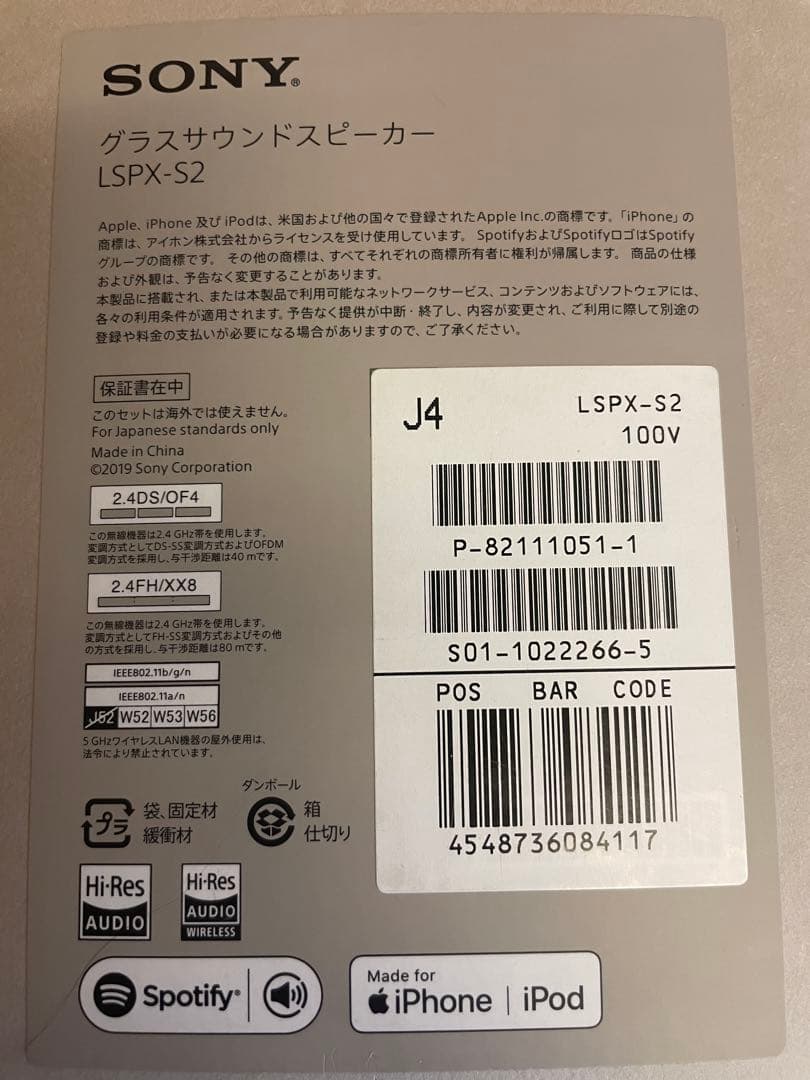 SONY®
グラスサウンドスピーカー
LSPX-S2
Apple、iPhone 及び iPodは、米国および他の国々で登録されたApple Inc.の商標です。「iPhone」の
商標は、アイホン株式会社からライセンスを受け使用しています。 SpotifyおよびSpotifyロゴはSpotify
グループの商標です。 その他の商標は、すべてそれぞれの商標所有者に権利が帰属します。 商品の仕様
および外観は、予告なく変更することがあります。
本製品に搭載され、または本製品で利用可能なネットワークサービス、コンテンツおよびソフトウェアには、
各々の利用条件が適用されます。予告なく提供が中断・終了し、内容が変更され、ご利用に際して別途の
登録や料金の支払いが必要になる場合がありますので、ご了承ください。
保証書在中
このセットは海外では使えません。
For Japanese standards only
Made in China
©2019 Sony Corporation
2.4DS/OF4
この無線機器は2.4 GHz帯を使用します。
変調方式としてDS-SS変調方式およびOFDM
変調方式を採用し、与干渉距離は40 mです。
2.4FH/XX8
この無線機器は2.4 GHz帯を使用します。
変調方式としてFH-SS変調方式およびその他
の方式を採用し、与干渉距離は80 mです。
IEEE802.11b/g/n
IEEE802.11a/n
J52 W52 W53 W56
5 GHzワイヤレスLAN機器の屋外使用は、
法令により禁止されています。
プラ
袋、固定材
緩衝材
ダンボール
箱
仕切り
Hi-Res
AUDIO
Hi-Res
AUDIO
WIRELESS
Spotify®
Made for
iPhone | iPod
J4
LSPX-S2
100V
P-82111051-1
S01-1022266-5
POS BAR CODE
4548736084117